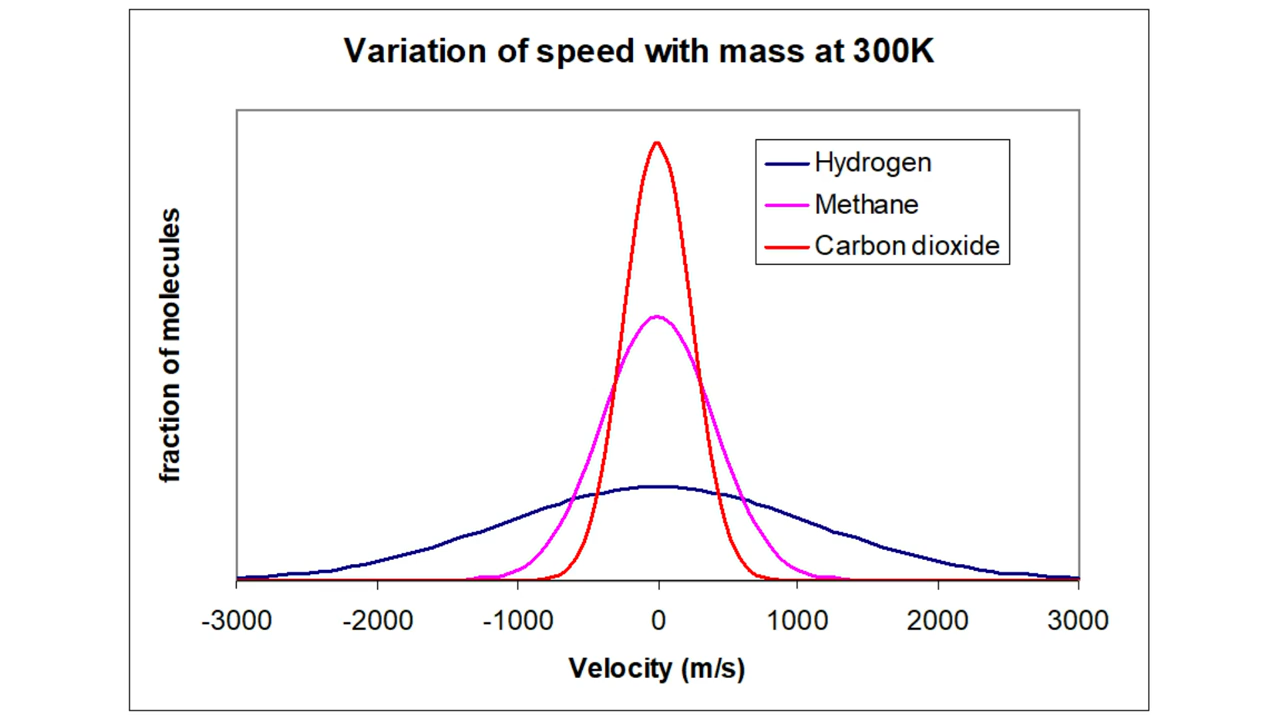 Variation of speed with mass at 300K
Hydrogen
Methane
Carbon dioxide
fraction of molecules
-3000 -2000 -1000 0 1000 2000 3000
Velocity (m/s)